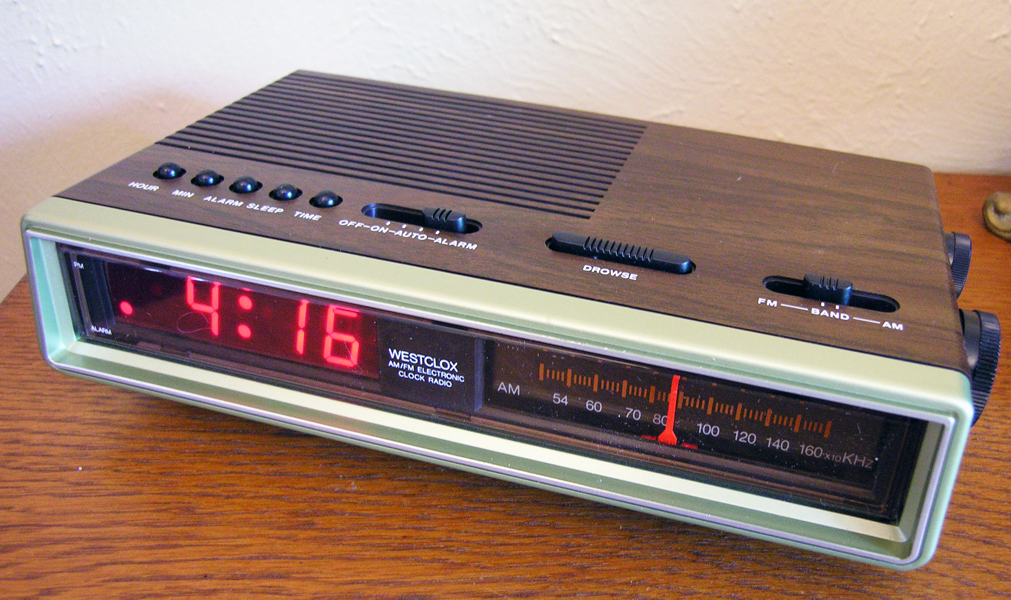 HOUR MIN ALARM SLEEP TIME
OFF-ON-AUTO-ALARM
DROWSE
FM BAND AM
PM
ALARM
4:16
WESTCLOX
AM/FM ELECTRONIC
CLOCK RADIO
AM 54 60 70 80 100 120 140 160 x10 KHz